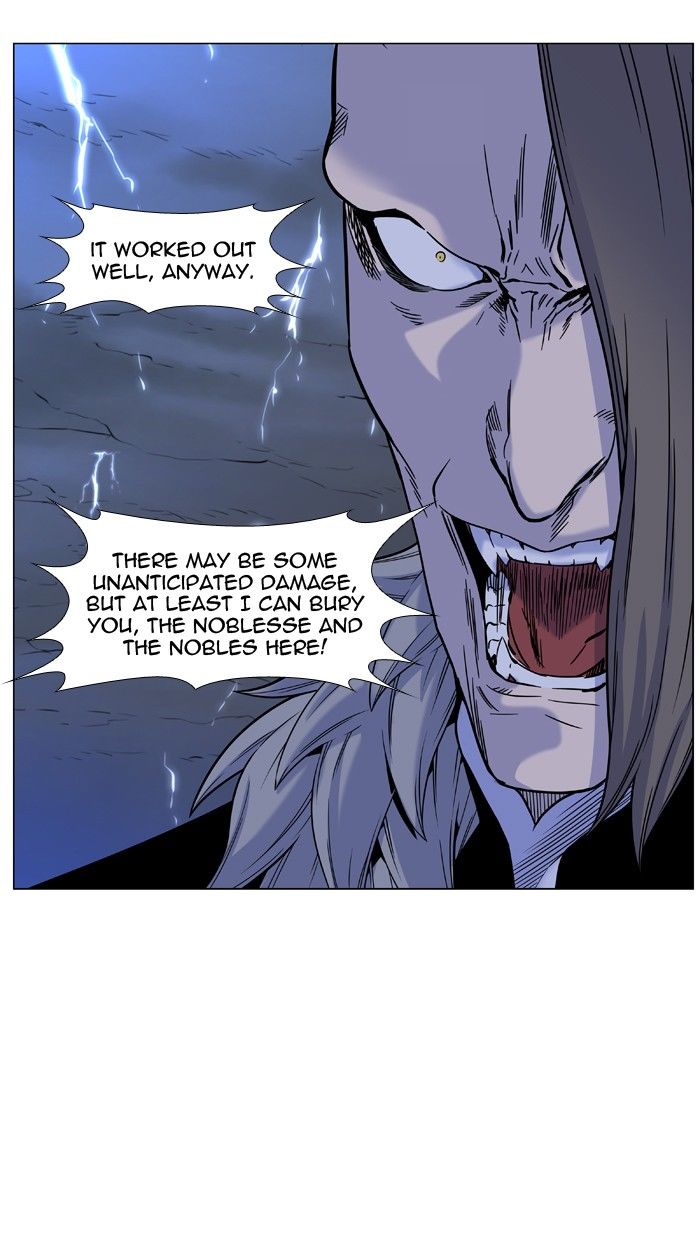 IT WORKED OUT
WELL, ANYWAY.
THERE MAY BE SOME
UNANTICIPATED DAMAGE,
BUT AT LEAST I CAN BURY
YOU, THE NOBLESSE AND
THE NOBLES HERE!